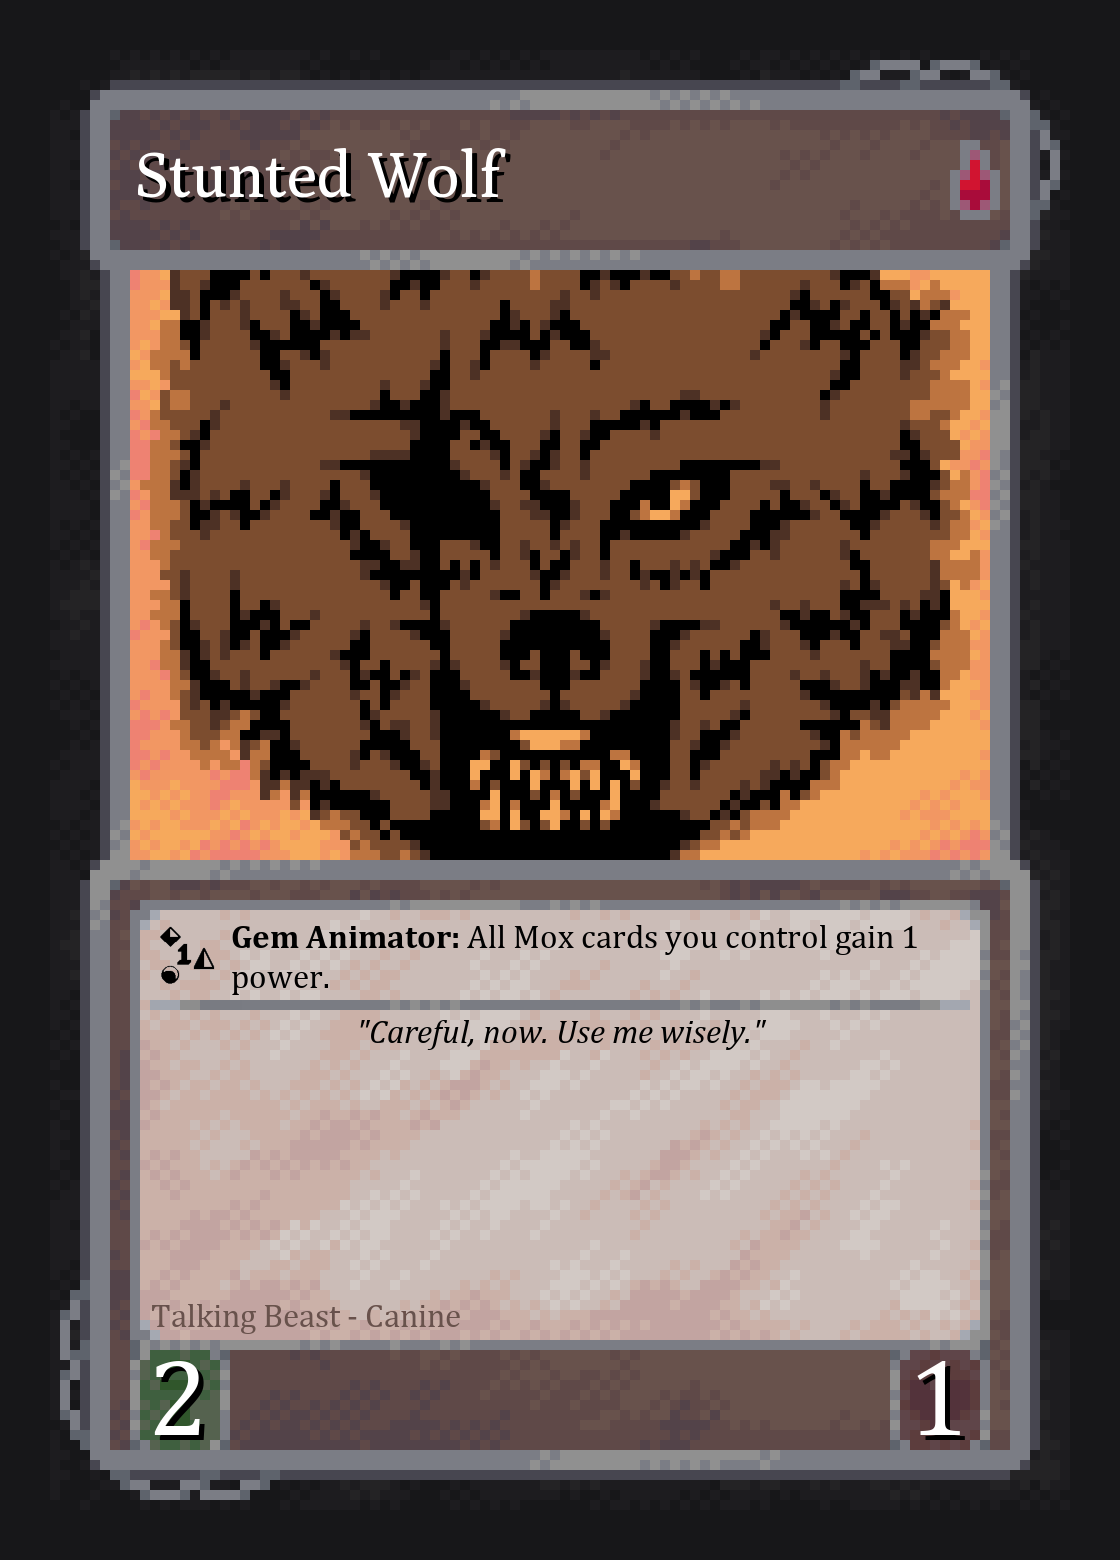 Stunted Wolf
1
Gem Animator: All Mox cards you control gain 1
power.
"Careful, now. Use me wisely."
Talking Beast - Canine
2
1